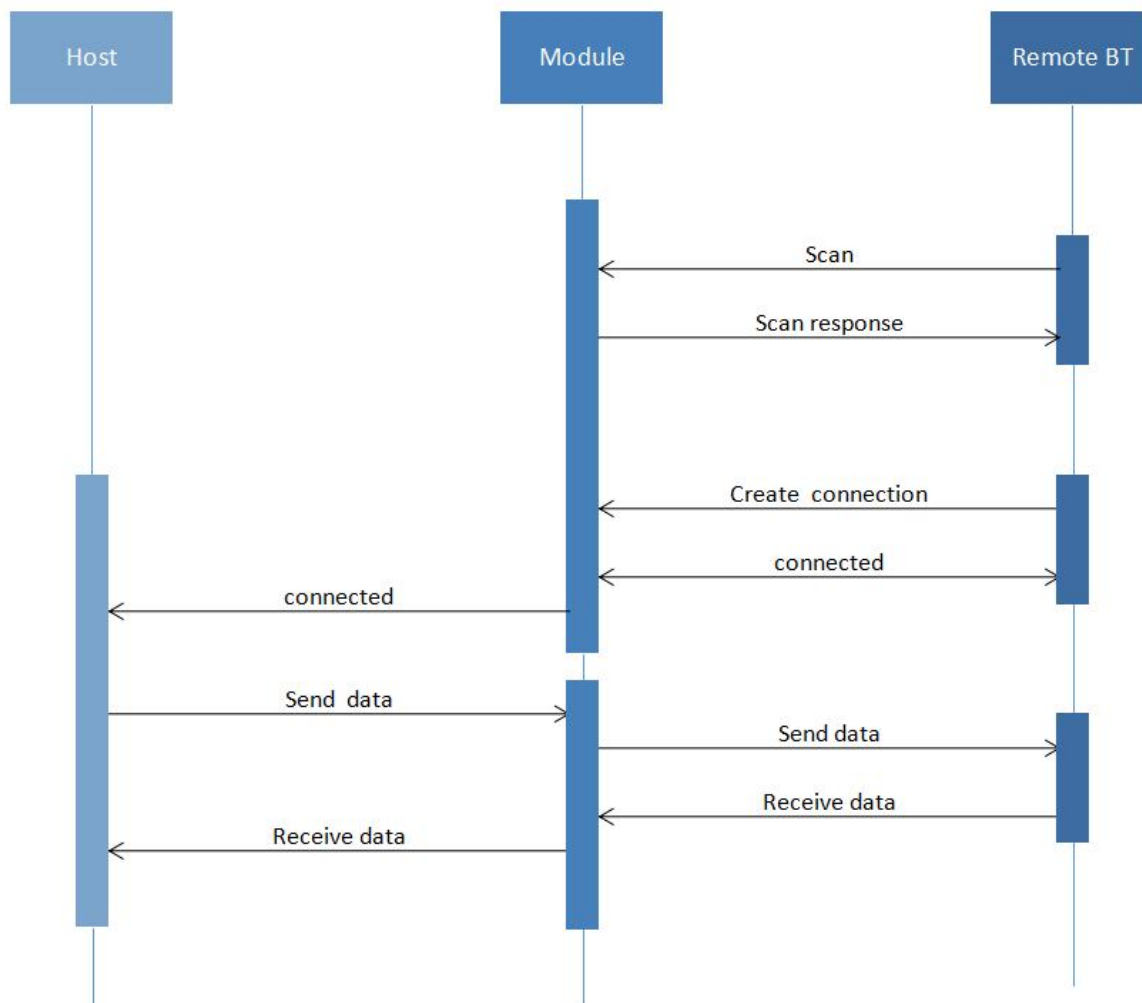 Host
Module
Remote BT
Scan
Scan response
Create  connection
connected
connected
Send  data
Send data
Receive data
Receive data